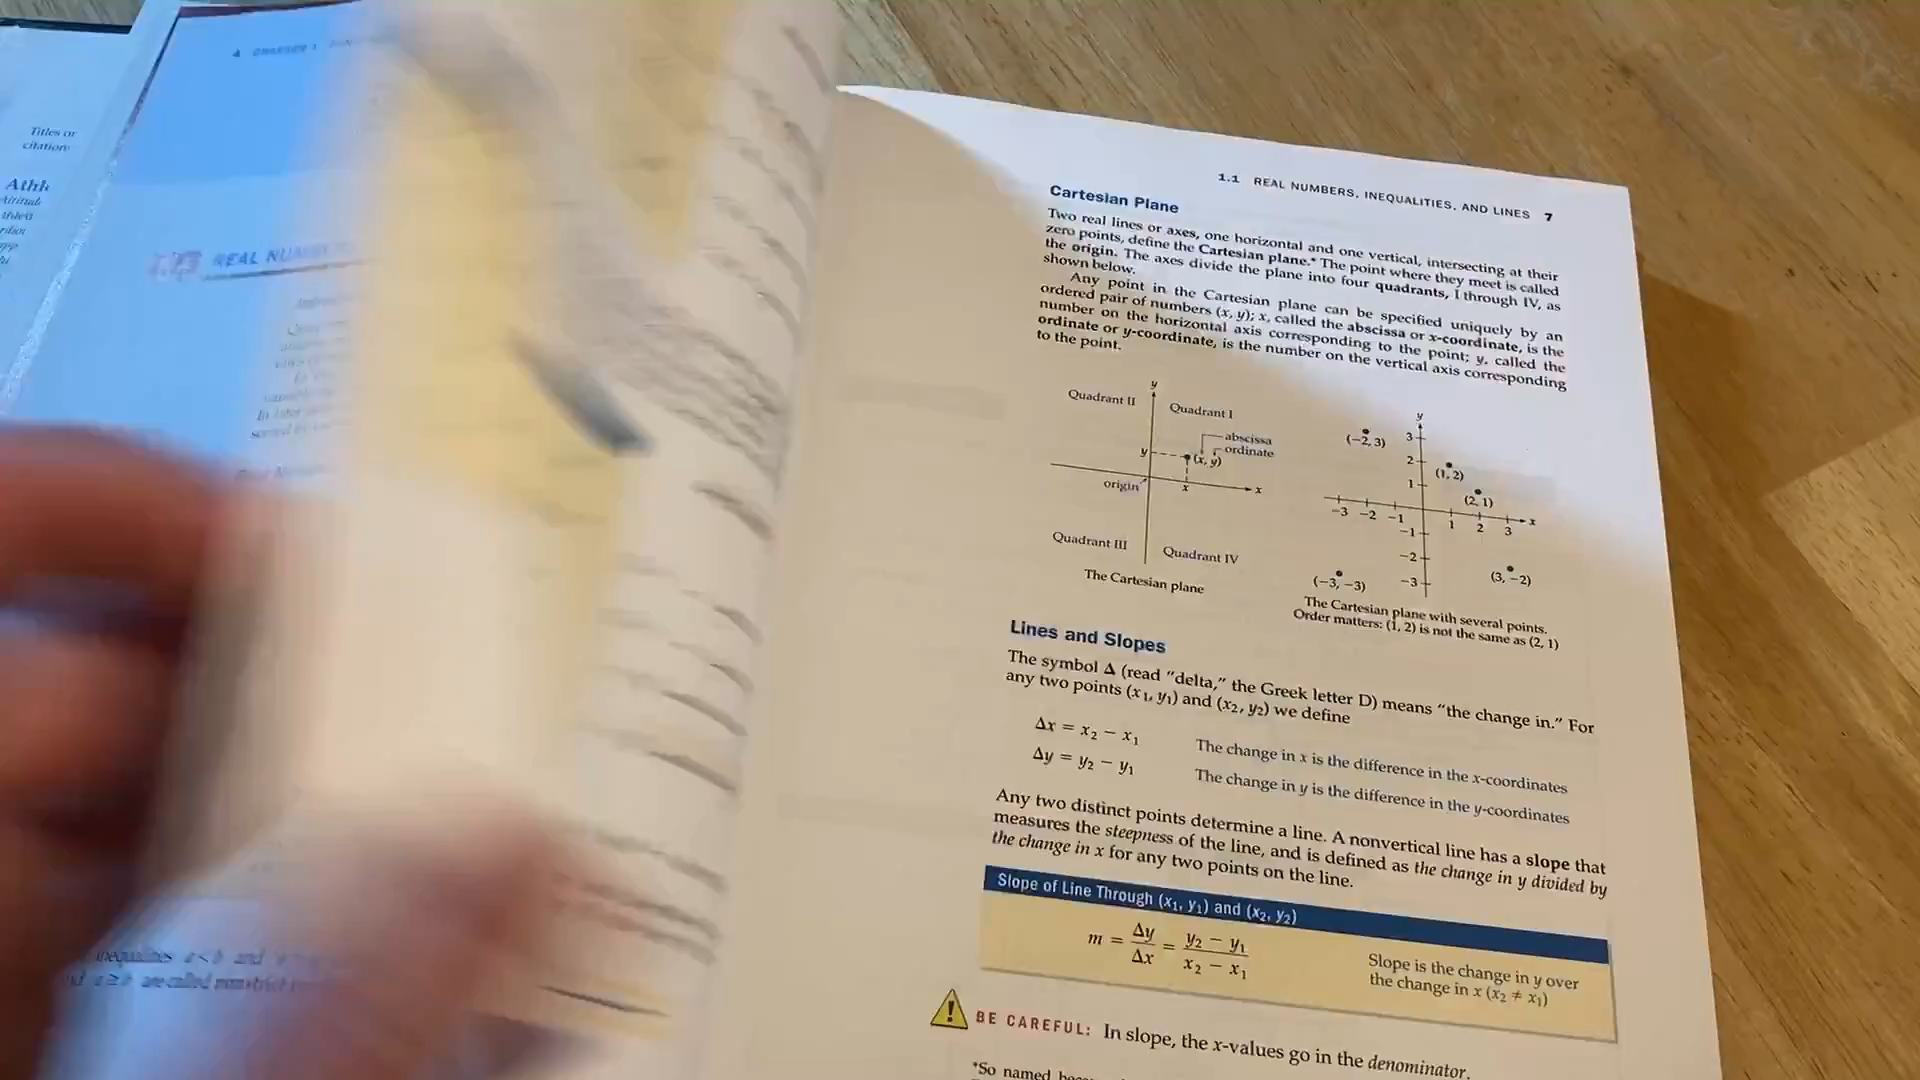 Titles or
citation
Athl
4 CHAPTER 1
REAL NUM
1.1 REAL NUMBERS, INEQUALITIES, AND LINES 7
Cartesian Plane
Two real lines or axes, one horizontal and one vertical, intersecting at their
zero points, define the Cartesian plane.* The point where they meet is called
the origin. The axes divide the plane into four quadrants, I through IV, as
shown below.
Any point in the Cartesian plane can be specified uniquely by an
ordered pair of numbers (x, y); x, called the abscissa or x-coordinate, is the
number on the horizontal axis corresponding to the point; y, called the
ordinate or y-coordinate, is the number on the vertical axis corresponding
to the point.
y
Quadrant II
Quadrant I
abscissa
ordinate
y
(x, y)
origin
x
x
Quadrant III
Quadrant IV
The Cartesian plane
y
(−2, 3)
3
2
(1, 2)
1
(2, 1)
−3 −2 −1
1 2 3
x
−1
−2
(3, −2)
(−3, −3)
−3
The Cartesian plane with several points.
Order matters: (1, 2) is not the same as (2, 1)
Lines and Slopes
The symbol Δ (read "delta," the Greek letter D) means "the change in." For
any two points (x₁, y₁) and (x₂, y₂) we define
Δx = x₂ − x₁ The change in x is the difference in the x-coordinates
Δy = y₂ − y₁ The change in y is the difference in the y-coordinates
Any two distinct points determine a line. A nonvertical line has a slope that
measures the steepness of the line, and is defined as the change in y divided by
the change in x for any two points on the line.
Slope of Line Through (x₁, y₁) and (x₂, y₂)
m = Δy/Δx = (y₂ − y₁)/(x₂ − x₁)
Slope is the change in y over
the change in x (x₂ ≠ x₁)
BE CAREFUL: In slope, the x-values go in the denominator.
*So named
inequalities a < b and
a ≥ b are called nonstrict